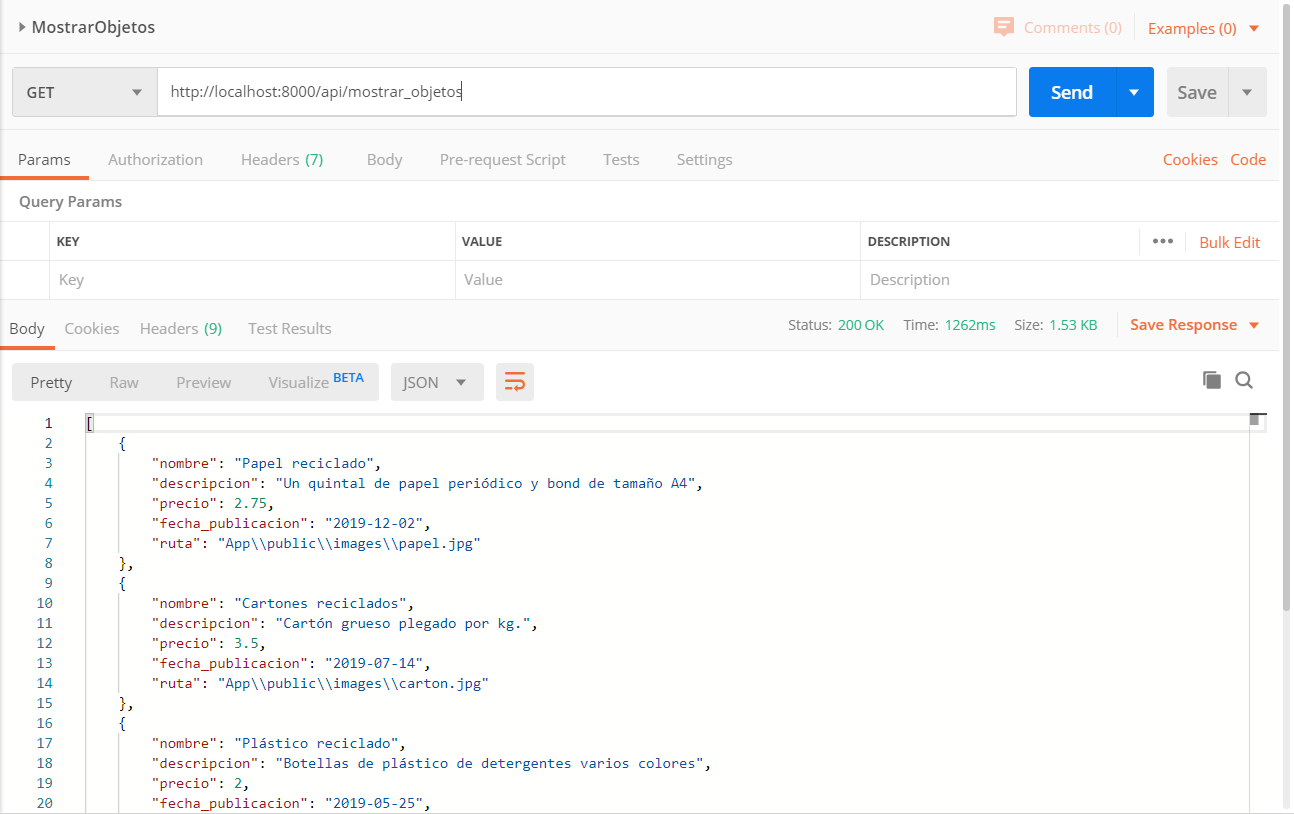 MostrarObjetos Comments (0) Examples (0)
GET http://localhost:8000/api/mostrar_objetos Send Save
Params Authorization Headers (7) Body Pre-request Script Tests Settings Cookies Code
Query Params
KEY VALUE DESCRIPTION ••• Bulk Edit
Key Value Description
Body Cookies Headers (9) Test Results Status: 200 OK Time: 1262ms Size: 1.53 KB Save Response
Pretty Raw Preview Visualize BETA JSON
1 [
2 {
3 "nombre": "Papel reciclado",
4 "descripcion": "Un quintal de papel periódico y bond de tamaño A4",
5 "precio": 2.75,
6 "fecha_publicacion": "2019-12-02",
7 "ruta": "App\\public\\images\\papel.jpg"
8 },
9 {
10 "nombre": "Cartones reciclados",
11 "descripcion": "Cartón grueso plegado por kg.",
12 "precio": 3.5,
13 "fecha_publicacion": "2019-07-14",
14 "ruta": "App\\public\\images\\carton.jpg"
15 },
16 {
17 "nombre": "Plástico reciclado",
18 "descripcion": "Botellas de plástico de detergentes varios colores",
19 "precio": 2,
20 "fecha_publicacion": "2019-05-25",